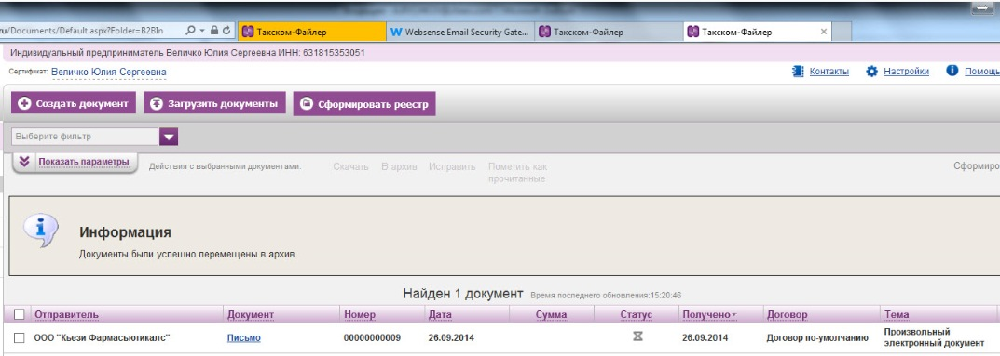 ru/Documents/Default.aspx?Folder=B2BIn
Такском-Файлер
Websense Email Security Gate...
Такском-Файлер
Такском-Файлер
Индивидуальный предприниматель Величко Юлия Сергеевна ИНН: 631815353051
Сертификат: Величко Юлия Сергеевна
Контакты
Настройки
Помощь
Создать документ
Загрузить документы
Сформировать реестр
Выберите фильтр
Показать параметры
Действия с выбранными документами:
Скачать
В архив
Исправить
Пометить как
прочитанные
Сформиро
Информация
Документы были успешно перемещены в архив
Найден 1 документ Время последнего обновления:15:20:46
Отправитель Документ Номер Дата Сумма Статус Получено Договор Тема
ООО "Кьези Фармасьютикалс" Письмо 00000000009 26.09.2014 26.09.2014 Договор по-умолчанию Произвольный
электронный документ